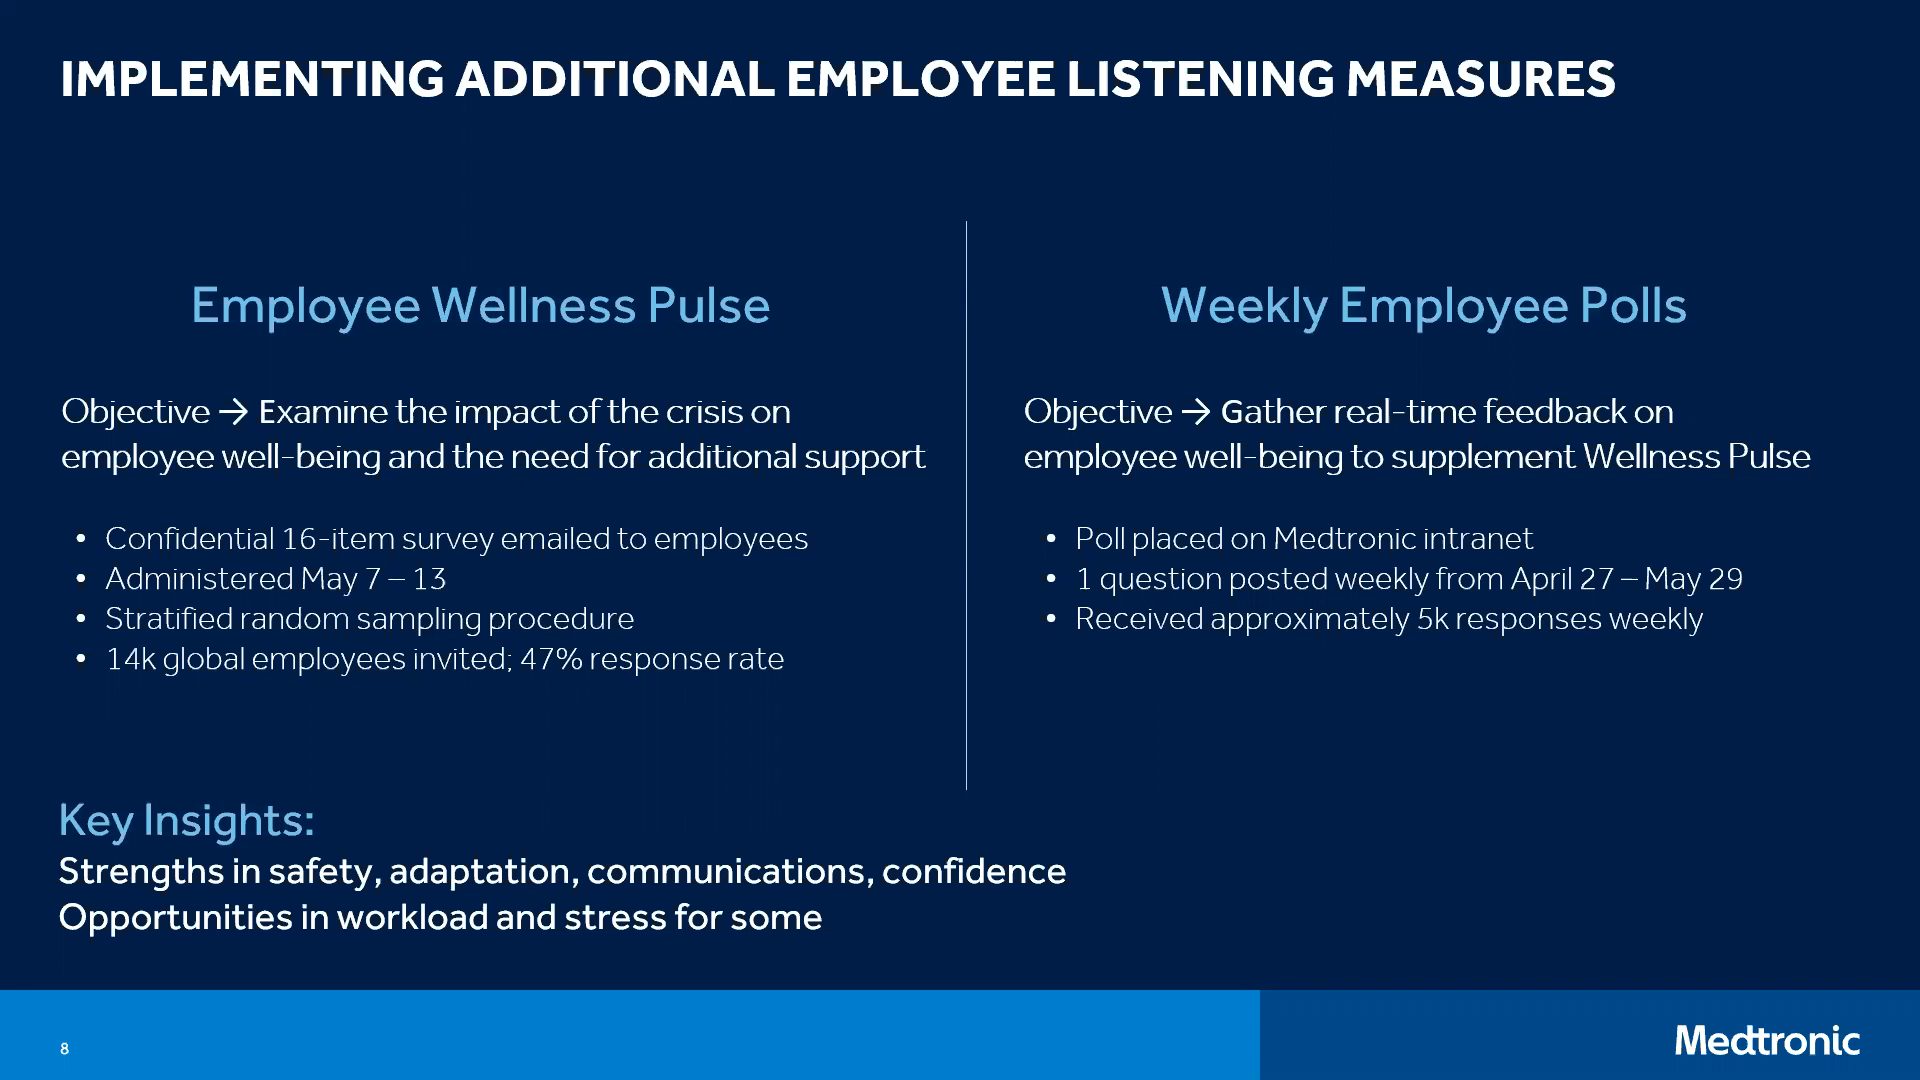 IMPLEMENTING ADDITIONAL EMPLOYEE LISTENING MEASURES
Employee Wellness Pulse
Objective → Examine the impact of the crisis on
employee well-being and the need for additional support
• Confidential 16-item survey emailed to employees
• Administered May 7 – 13
• Stratified random sampling procedure
• 14k global employees invited; 47% response rate
Weekly Employee Polls
Objective → Gather real-time feedback on
employee well-being to supplement Wellness Pulse
• Poll placed on Medtronic intranet
• 1 question posted weekly from April 27 – May 29
• Received approximately 5k responses weekly
Key Insights:
Strengths in safety, adaptation, communications, confidence
Opportunities in workload and stress for some
8
Medtronic